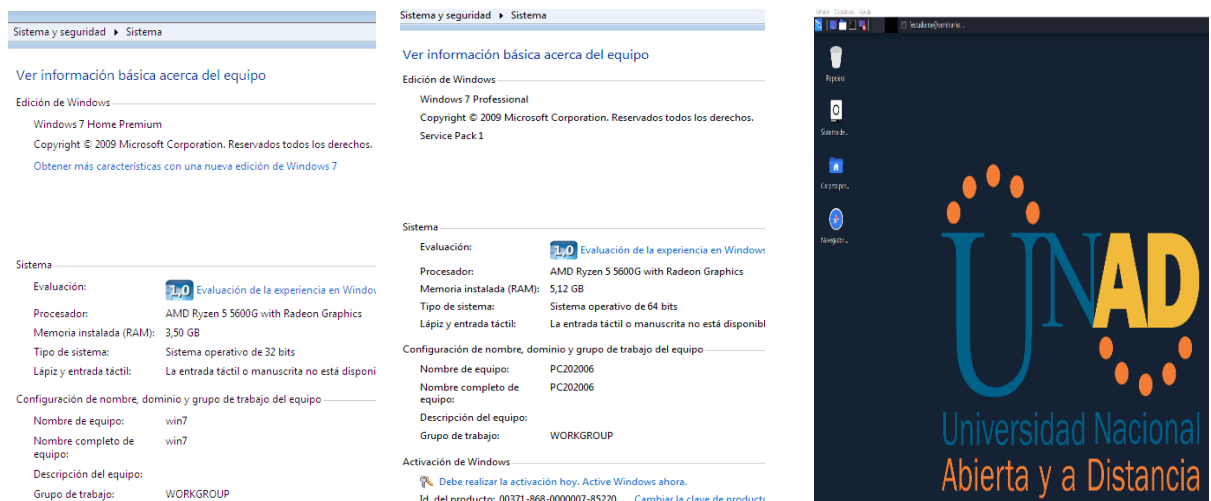 Sistema y seguridad ▸ Sistema
Ver información básica acerca del equipo
Edición de Windows
Windows 7 Home Premium
Copyright © 2009 Microsoft Corporation. Reservados todos los derechos.
Obtener más características con una nueva edición de Windows 7
Sistema
Evaluación: 1,0 Evaluación de la experiencia en
Procesador: AMD Ryzen 5 5600G with Radeon Graphics
Memoria instalada (RAM): 3,50 GB
Tipo de sistema: Sistema operativo de 32 bits
Lápiz y entrada táctil: La entrada táctil o manuscrita no está
Configuración de nombre, dominio y grupo de trabajo del equipo
Nombre de equipo: win7
Nombre completo de win7
equipo:
Descripción del equipo:
Grupo de trabajo: WORKGROUP
Sistema y seguridad ▸ Sistema
Ver información básica acerca del equipo
Edición de Windows
Windows 7 Professional
Copyright © 2009 Microsoft Corporation. Reservados todos los derechos.
Service Pack 1
Sistema
Evaluación: 1,0 Evaluación de la experiencia en Windows
Procesador: AMD Ryzen 5 5600G with Radeon Graphics
Memoria instalada (RAM): 5,12 GB
Tipo de sistema: Sistema operativo de 64 bits
Lápiz y entrada táctil: La entrada táctil o manuscrita no está
Configuración de nombre, dominio y grupo de trabajo del equipo
Nombre de equipo: PC202006
Nombre completo de PC202006
equipo:
Descripción del equipo:
Grupo de trabajo: WORKGROUP
Activación de Windows
Debe realizar la activación hoy. Active Windows ahora.
Id. del producto: 00371-868-0000007-85220 Cambiar la clave de producto
Papelera
UNAD
Universidad Nacional
Abierta y a Distancia